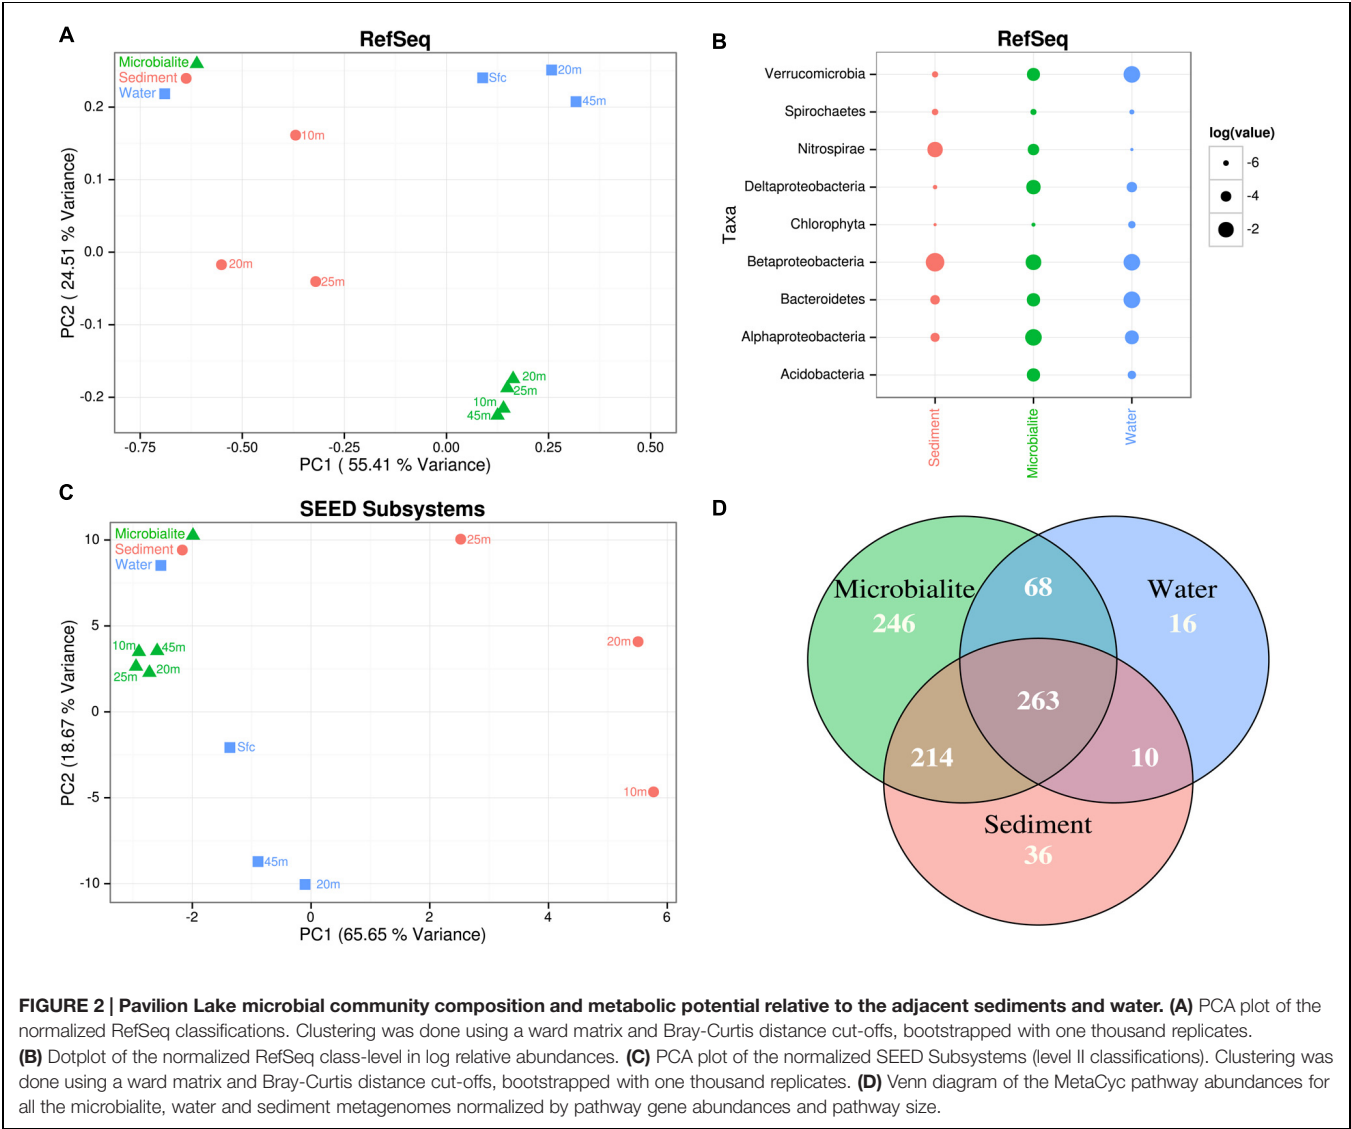 A
RefSeq
Microbialite
Sediment
Water
Sfc
20m
45m
10m
20m
25m
20m
25m
10m
45m
0.2
0.1
0.0
-0.1
-0.2
PC2 ( 24.51 % Variance)
-0.75
-0.50
-0.25
0.00
0.25
0.50
PC1 ( 55.41 % Variance)
B
RefSeq
Taxa
Verrucomicrobia
Spirochaetes
Nitrospirae
Deltaproteobacteria
Chlorophyta
Betaproteobacteria
Bacteroidetes
Alphaproteobacteria
Acidobacteria
Sediment
Microbialite
Water
log(value)
-6
-4
-2
C
SEED Subsystems
Microbialite
Sediment
Water
25m
20m
10m
10m
45m
25m
20m
Sfc
45m
20m
10
5
0
-5
-10
PC2 (18.67 % Variance)
-2
0
2
4
6
PC1 (65.65 % Variance)
D
Microbialite
246
68
Water
16
263
214
10
Sediment
36
FIGURE 2 | Pavilion Lake microbial community composition and metabolic potential relative to the adjacent sediments and water. (A) PCA plot of the
normalized RefSeq classifications. Clustering was done using a ward matrix and Bray-Curtis distance cut-offs, bootstrapped with one thousand replicates.
(B) Dotplot of the normalized RefSeq class-level in log relative abundances. (C) PCA plot of the normalized SEED Subsystems (level II classifications). Clustering was
done using a ward matrix and Bray-Curtis distance cut-offs, bootstrapped with one thousand replicates. (D) Venn diagram of the MetaCyc pathway abundances for
all the microbialite, water and sediment metagenomes normalized by pathway gene abundances and pathway size.